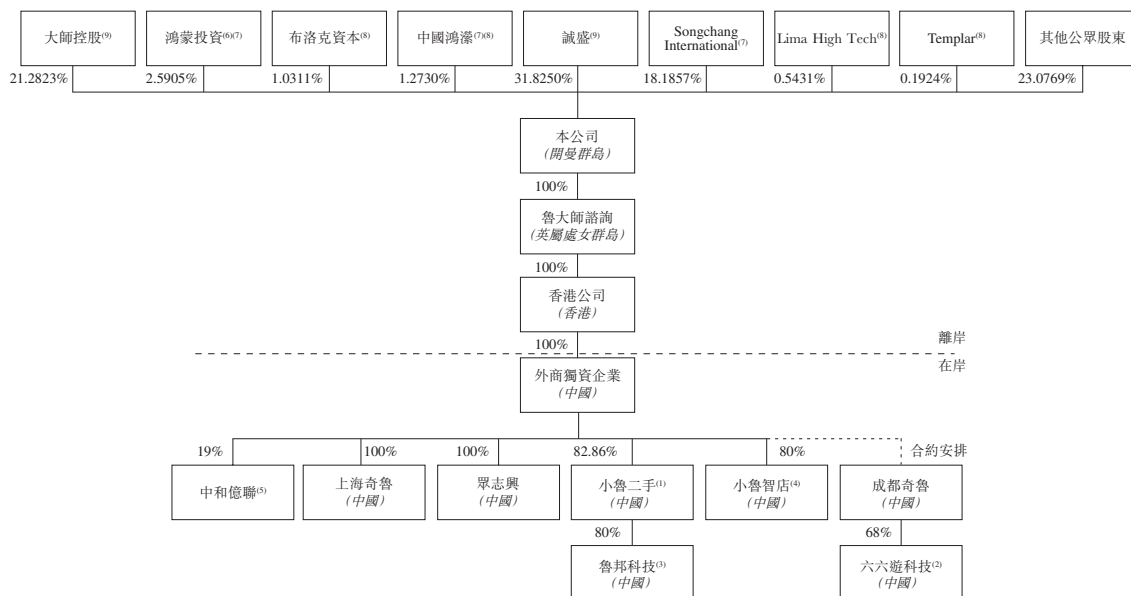 大師控股(9)
鴻蒙投資(6)(7)
布洛克資本(8)
中國鴻濛(7)(8)
誠盛(9)
Songchang
International(7)
Lima High Tech(8)
Templar(8)
其他公眾股東
21.2823%
2.5905%
1.0311%
1.2730%
31.8250%
18.1857%
0.5431%
0.1924%
23.0769%
本公司
(開曼群島)
100%
魯大師諮詢
(英屬處女群島)
100%
香港公司
(香港)
100%
離岸
在岸
外商獨資企業
(中國)
19%
100%
100%
82.86%
80%
合約安排
中和億聯(5)
上海奇魯
(中國)
眾志興
(中國)
小魯二手(1)
(中國)
小魯智店(4)
(中國)
成都奇魯
(中國)
80%
68%
魯邦科技(3)
(中國)
六六遊科技(2)
(中國)